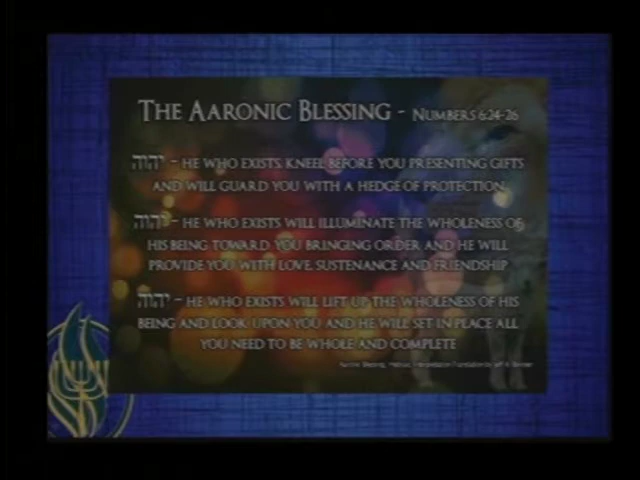 The Aaronic Blessing - Numbers 6:24-26
יהוה – He who exists, kneel before you presenting gifts
and will guard you with a hedge of protection,
יהוה – He who exists will illuminate the wholeness of
his being toward you bringing order and he will
provide you with love, sustenance and friendship
יהוה – He who exists will lift up the wholeness of his
being and look upon you and he will set in place all
you need to be whole and complete